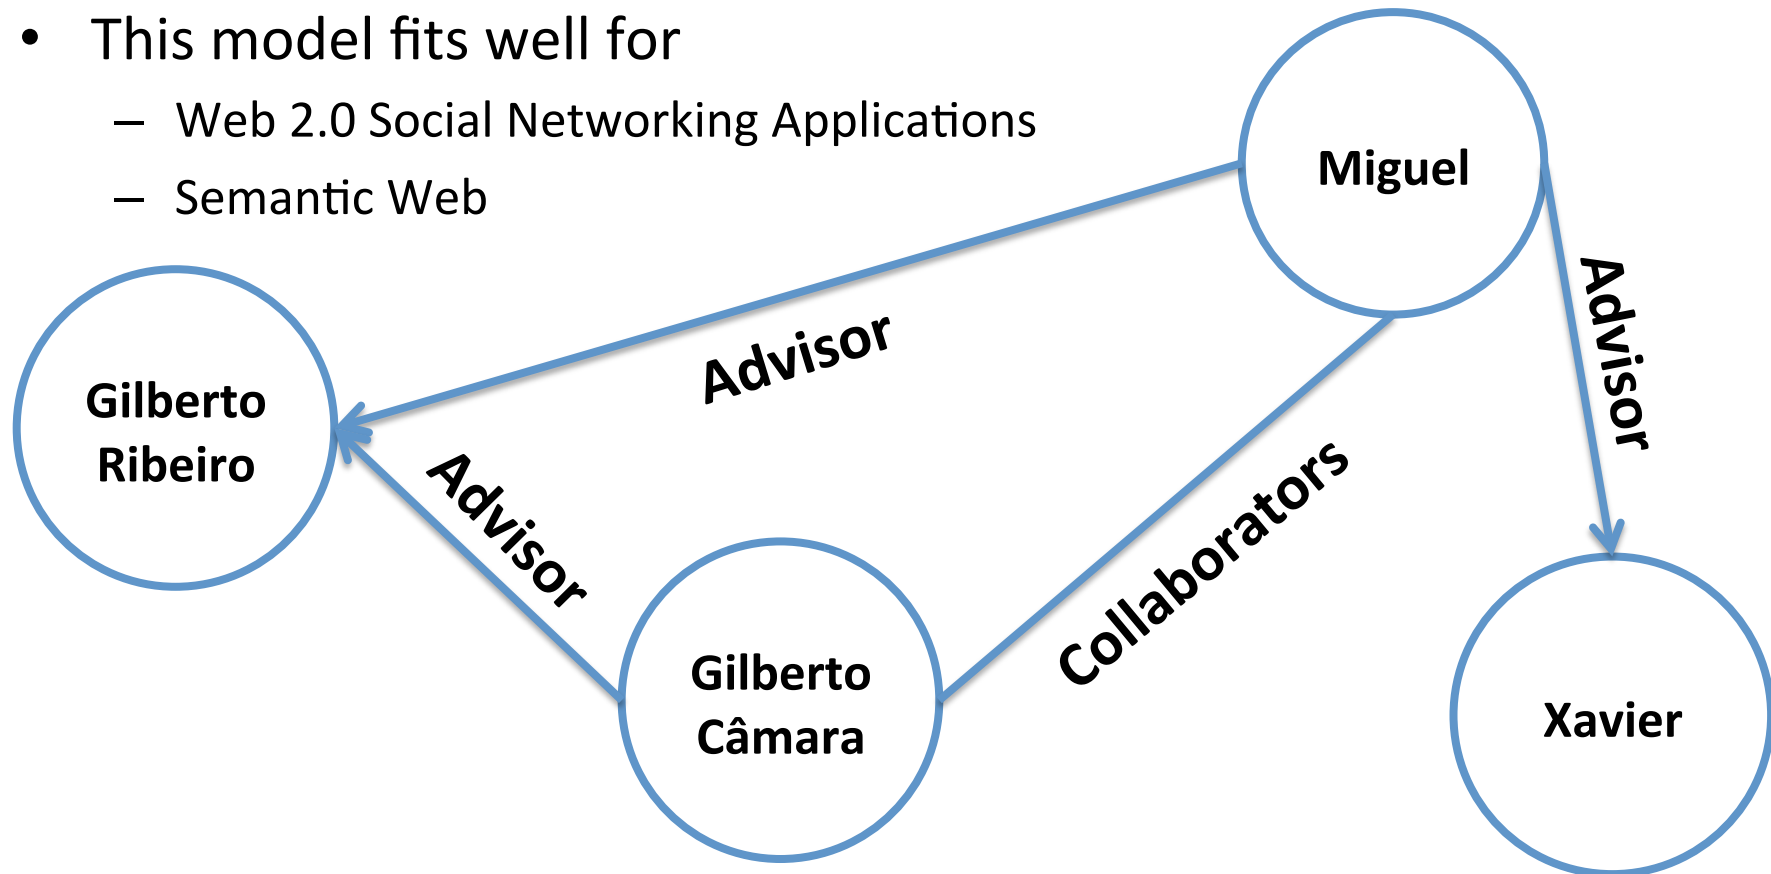 • This model fits well for
– Web 2.0 Social Networking Applications
– Semantic Web
Miguel
Advisor
Advisor
Gilberto
Ribeiro
Advisor
Collaborators
Gilberto
Câmara
Xavier